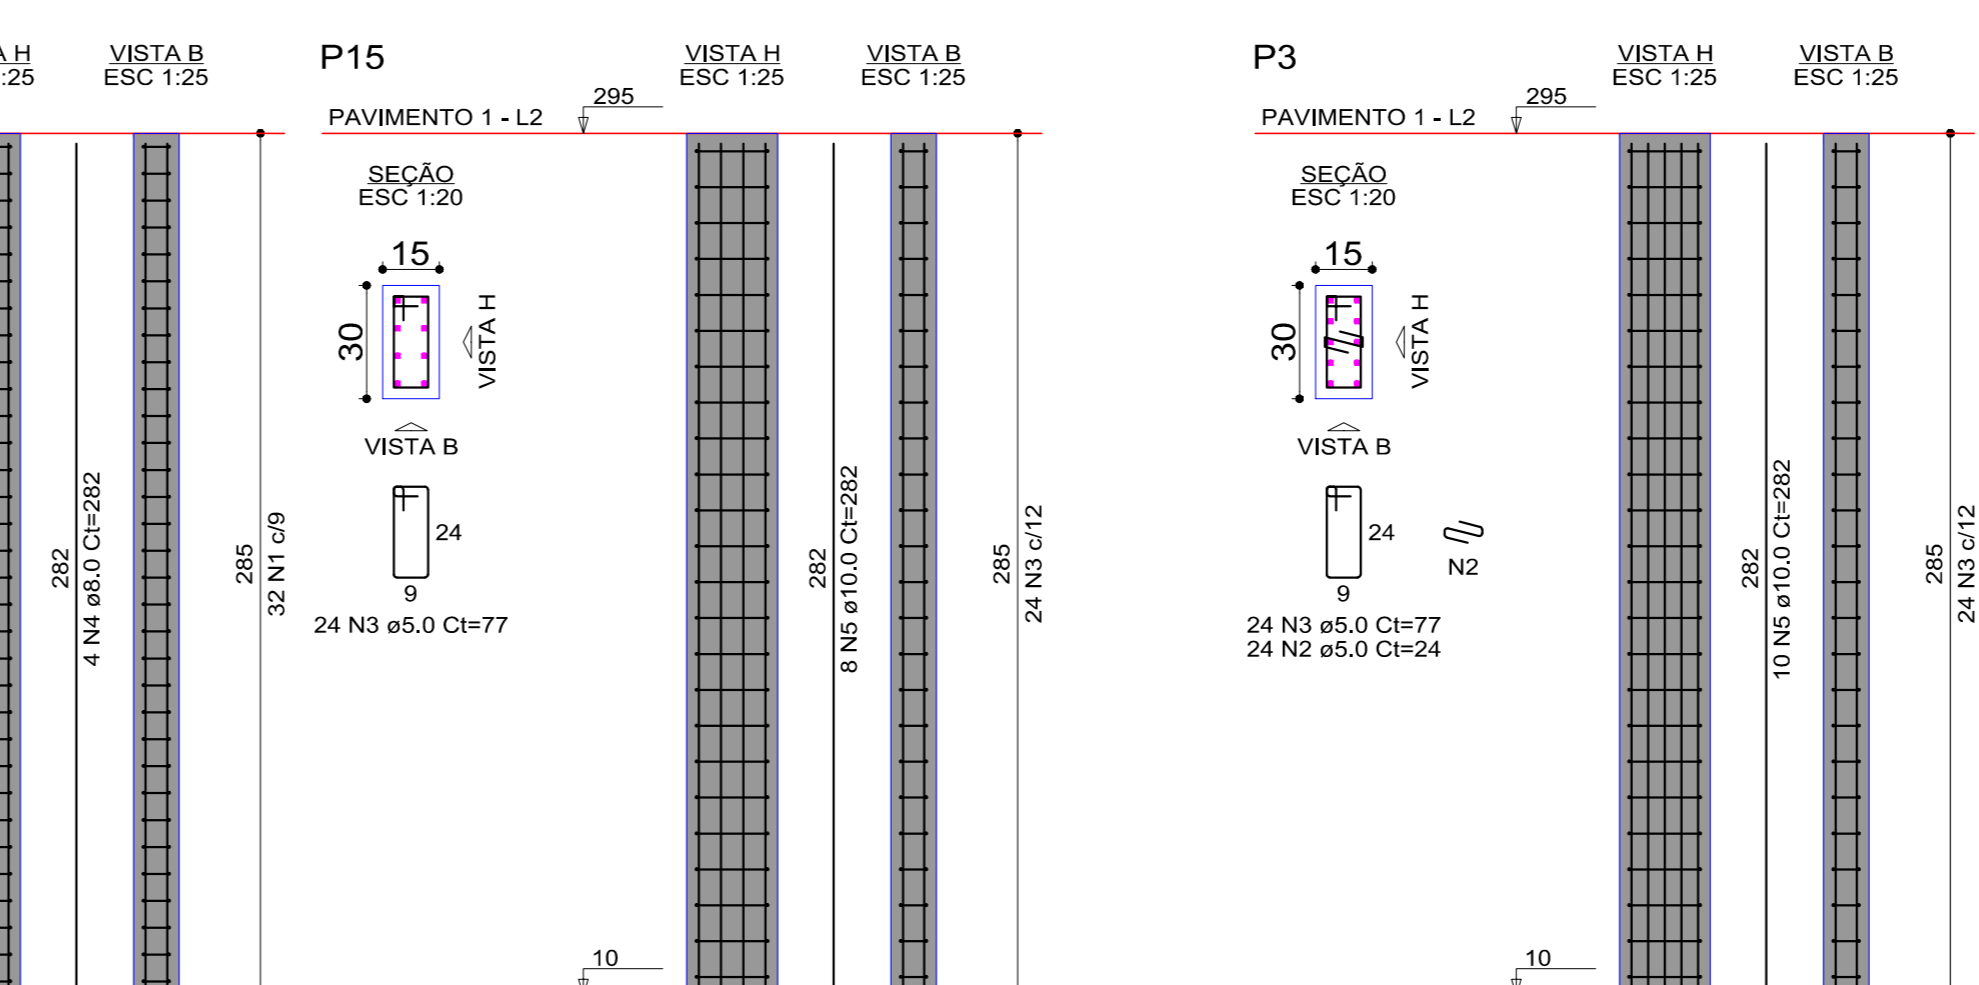 A H
:25
VISTA B
ESC 1:25
282
4 N4 ø8.0 Ct=282
285
32 N1 c/9
P15
VISTA H
ESC 1:25
VISTA B
ESC 1:25
PAVIMENTO 1 - L2
295
SEÇÃO
ESC 1:20
15
30
VISTA H
VISTA B
24
9
24 N3 ø5.0 Ct=77
282
8 N5 ø10.0 Ct=282
285
24 N3 c/12
10
P3
VISTA H
ESC 1:25
VISTA B
ESC 1:25
PAVIMENTO 1 - L2
295
SEÇÃO
ESC 1:20
15
30
VISTA H
VISTA B
24
9
N2
24 N3 ø5.0 Ct=77
24 N2 ø5.0 Ct=24
282
10 N5 ø10.0 Ct=282
285
24 N3 c/12
10